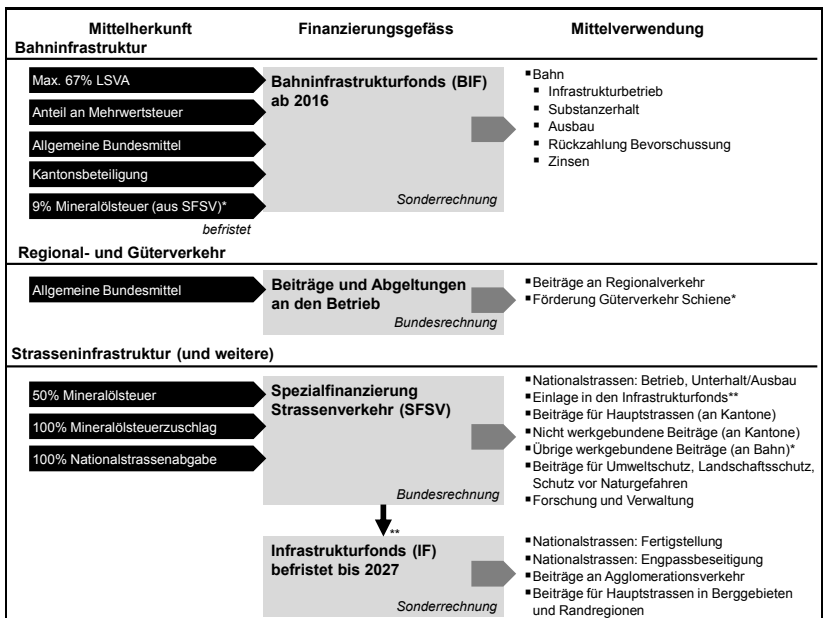 Mittelherkunft Finanzierungsgefäss Mittelverwendung
Bahninfrastruktur
Max. 67% LSVA
Anteil an Mehrwertsteuer
Allgemeine Bundesmittel
Kantonsbeteiligung
9% Mineralölsteuer (aus SFSV)*
befristet
Bahninfrastrukturfonds (BIF)
ab 2016
Sonderrechnung
▪Bahn
▪ Infrastrukturbetrieb
▪ Substanzerhalt
▪ Ausbau
▪ Rückzahlung Bevorschussung
▪ Zinsen
Regional- und Güterverkehr
Allgemeine Bundesmittel
Beiträge und Abgeltungen
an den Betrieb
Bundesrechnung
▪Beiträge an Regionalverkehr
▪Förderung Güterverkehr Schiene*
Strasseninfrastruktur (und weitere)
50% Mineralölsteuer
100% Mineralölsteuerzuschlag
100% Nationalstrassenabgabe
Spezialfinanzierung
Strassenverkehr (SFSV)
Bundesrechnung
▪Nationalstrassen: Betrieb, Unterhalt/Ausbau
▪Einlage in den Infrastrukturfonds**
▪Beiträge für Hauptstrassen (an Kantone)
▪Nicht werkgebundene Beiträge (an Kantone)
▪Übrige werkgebundene Beiträge (an Bahn)*
▪Beiträge für Umweltschutz, Landschaftsschutz,
Schutz vor Naturgefahren
▪Forschung und Verwaltung
**
Infrastrukturfonds (IF)
befristet bis 2027
Sonderrechnung
▪Nationalstrassen: Fertigstellung
▪Nationalstrassen: Engpassbeseitigung
▪Beiträge an Agglomerationsverkehr
▪Beiträge für Hauptstrassen in Berggebieten
und Randregionen